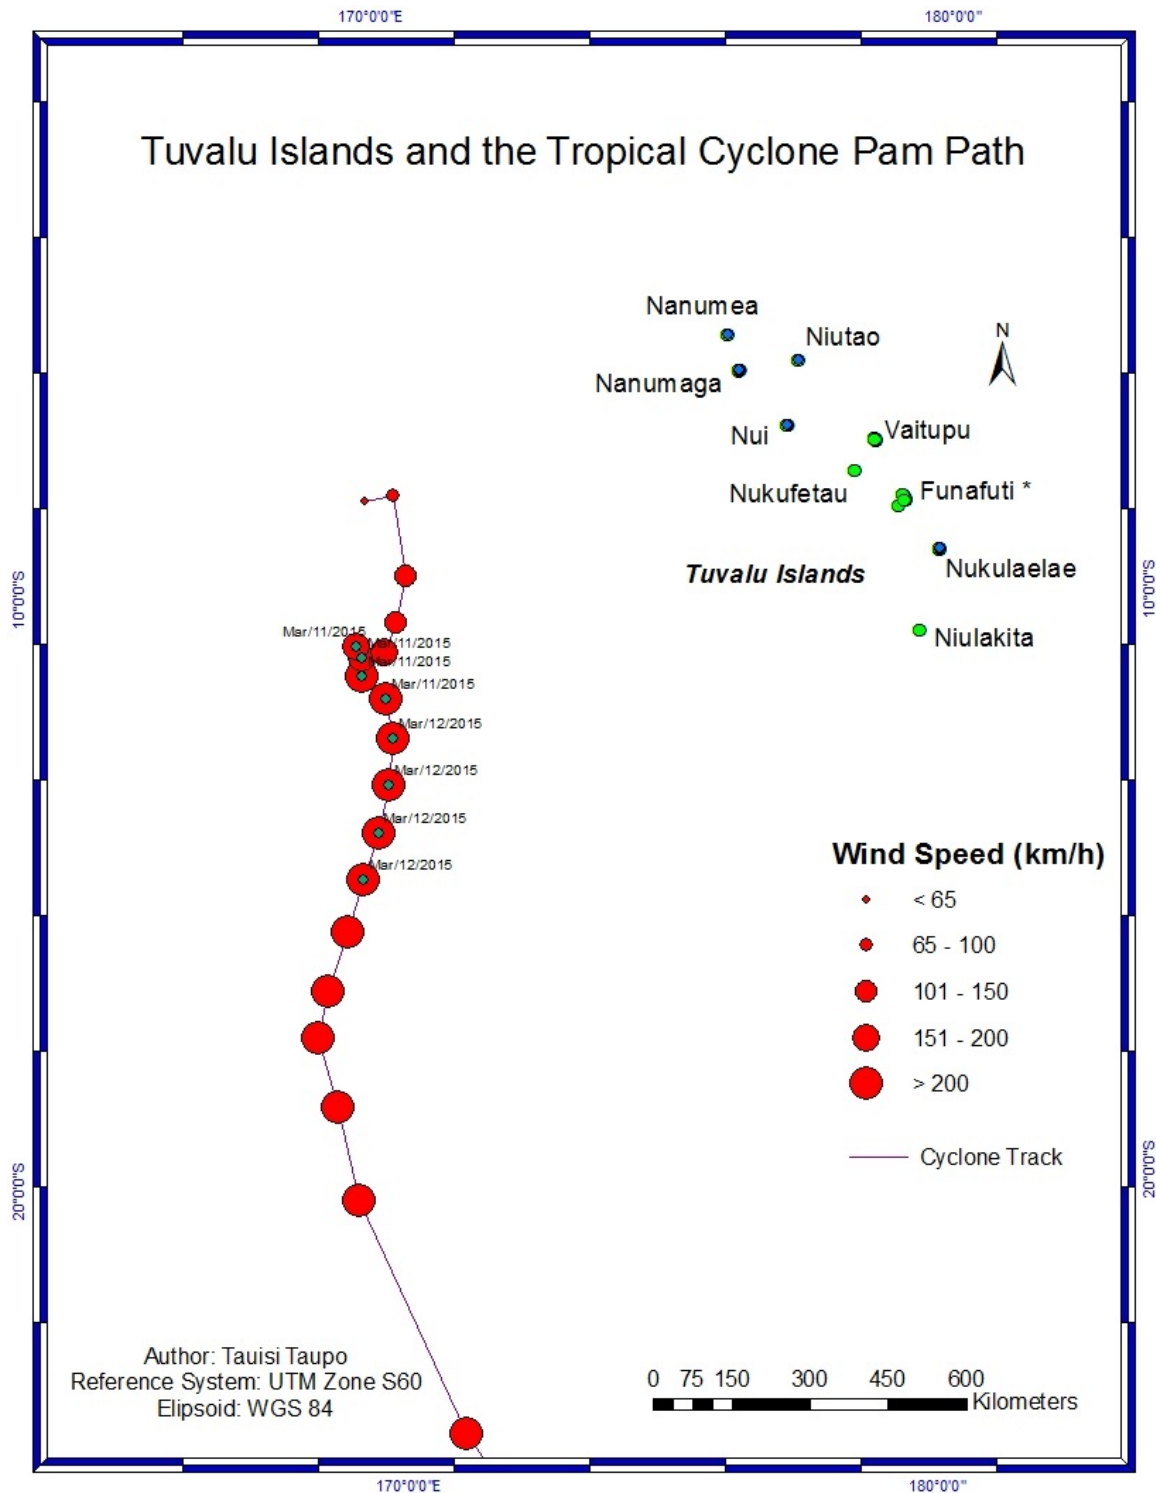 170°0'0"E
180°0'0"
Tuvalu Islands and the Tropical Cyclone Pam Path
Nanumea
Niutao
N
Nanumaga
Nui
Vaitupu
Nukufetau
Funafuti *
Tuvalu Islands
Nukulaelae
10°0'0"S
10°0'0"S
Niulakita
Mar/11/2015
Mar/11/2015
Mar/11/2015
Mar/11/2015
Mar/12/2015
Mar/12/2015
Mar/12/2015
Mar/12/2015
Wind Speed (km/h)
< 65
65 - 100
101 - 150
151 - 200
> 200
Cyclone Track
20°0'0"S
20°0'0"S
Author: Tauisi Taupo
Reference System: UTM Zone S60
Elipsoid: WGS 84
0 75 150 300 450 600
Kilometers
170°0'0"E
180°0'0"